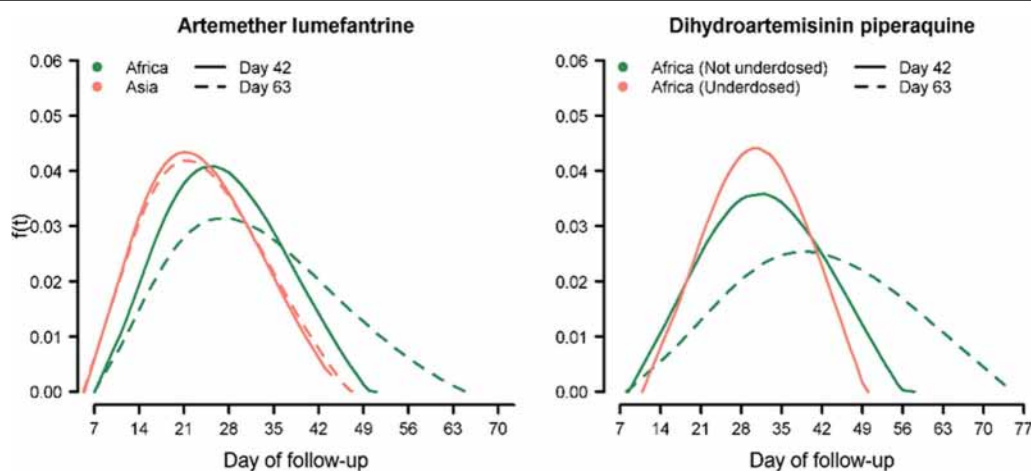 Artemether lumefantrine
Africa
Day 42
Asia
Day 63
f(t)
0.06
0.05
0.04
0.03
0.02
0.01
0.00
7 14 21 28 35 42 49 56 63 70
Day of follow-up
Dihydroartemisinin piperaquine
Africa (Not underdosed)
Day 42
Africa (Underdosed)
Day 63
0.06
0.05
0.04
0.03
0.02
0.01
0.00
7 14 21 28 35 42 49 56 63 70 77
Day of follow-up